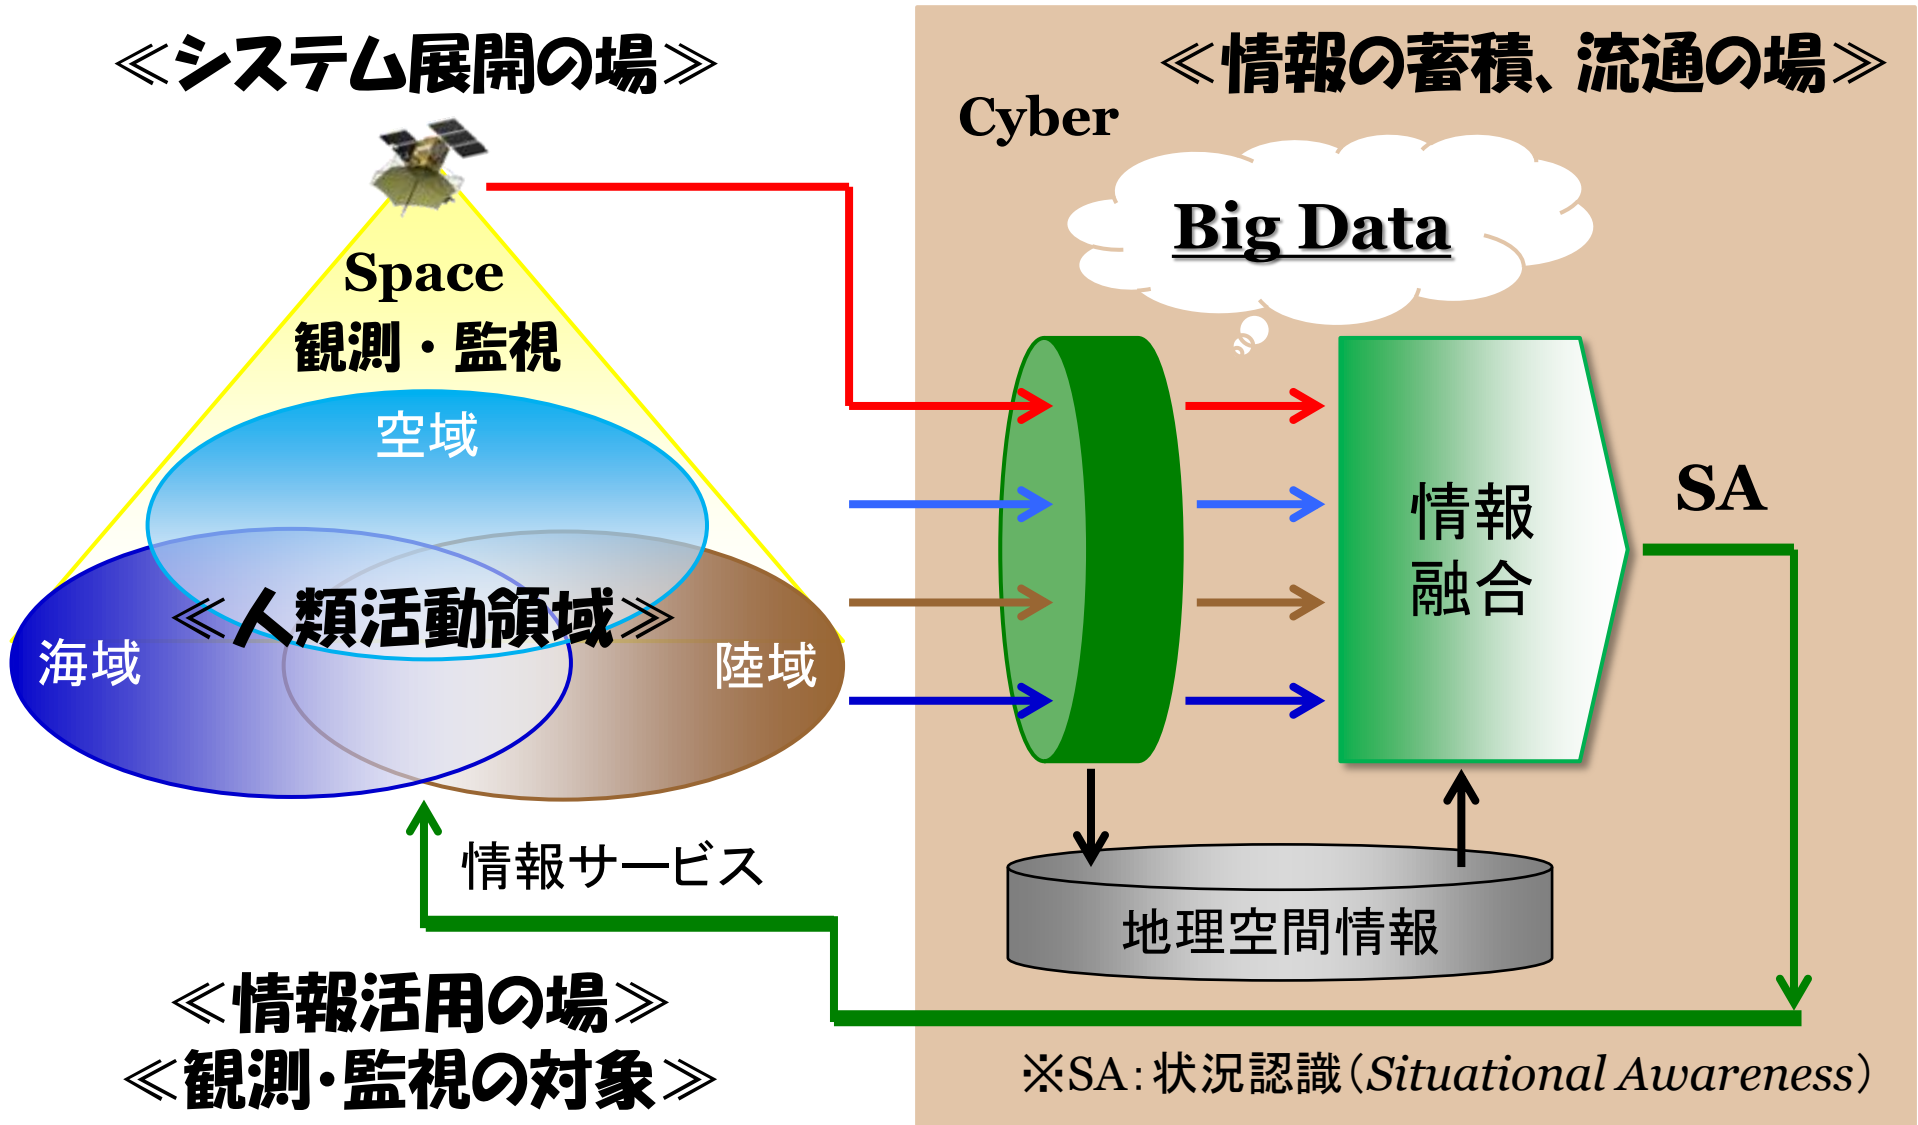 ≪システム展開の場≫
≪情報の蓄積、流通の場≫
Cyber
Big Data
Space
観測・監視
空域
≪人類活動領域≫
海域
陸域
情報
融合
SA
情報サービス
地理空間情報
≪情報活用の場≫
≪観測・監視の対象≫
※SA：状況認識（Situational Awareness）